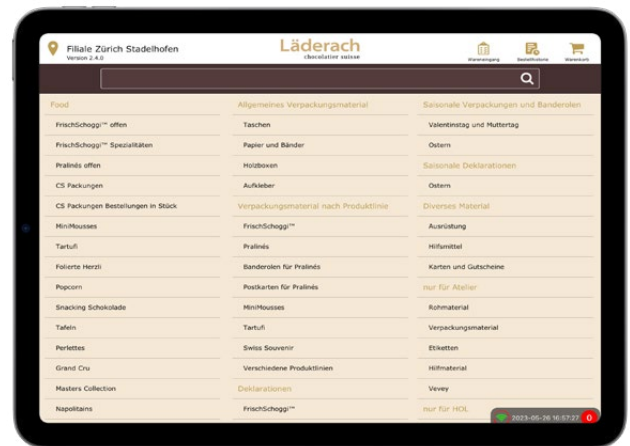 Filiale Zürich Stadelhofen
Version 2.4.0
Läderach
chocolatier suisse
Wareneingang
Bestellhistorie
Warenkorb
Food
FrischSchoggi™ offen
FrischSchoggi™ Spezialitäten
Pralinés offen
CS Packungen
CS Packungen Bestellungen in Stück
MiniMousses
Tartufi
Folierte Herzli
Popcorn
Snacking Schokolade
Tafeln
Perlettes
Grand Cru
Masters Collection
Napolitains
Allgemeines Verpackungsmaterial
Taschen
Papier und Bänder
Holzboxen
Aufkleber
Verpackungsmaterial nach Produktlinie
FrischSchoggi™
Pralinés
Banderolen für Pralinés
Postkarten für Pralinés
MiniMousses
Tartufi
Swiss Souvenir
Verschiedene Produktlinien
Deklarationen
FrischSchoggi™
Saisonale Verpackungen und Banderolen
Valentinstag und Muttertag
Ostern
Saisonale Deklarationen
Ostern
Diverses Material
Ausrüstung
Hilfsmittel
Karten und Gutscheine
nur für Atelier
Rohmaterial
Verpackungsmaterial
Etiketten
Hilfmaterial
Vevey
nur für HOL
2023-05-26 16:57:27 0